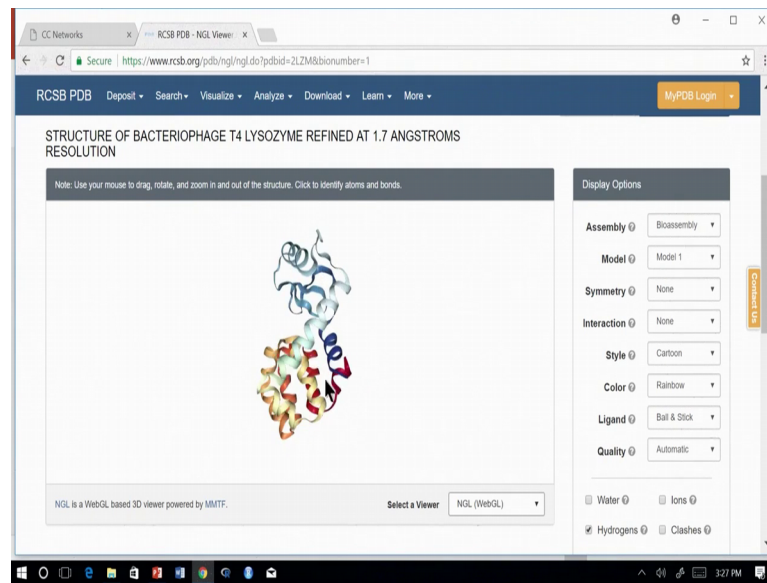 CC Networks
RCSB PDB - NGL Viewer
Secure https://www.rcsb.org/pdb/ngl/ngl.do?pdbid=2LZM&bionumber=1
RCSB PDB Deposit Search Visualize Analyze Download Learn More MyPDB Login
STRUCTURE OF BACTERIOPHAGE T4 LYSOZYME REFINED AT 1.7 ANGSTROMS
RESOLUTION
Note: Use your mouse to drag, rotate, and zoom in and out of the structure. Click to identify atoms and bonds.
NGL is a WebGL based 3D viewer powered by MMTF.
Select a Viewer NGL (WebGL)
Display Options
Assembly Bioassembly
Model Model 1
Symmetry None
Interaction None
Style Cartoon
Color Rainbow
Ligand Ball & Stick
Quality Automatic
Water Ions
Hydrogens Clashes
Contact Us
3:27 PM